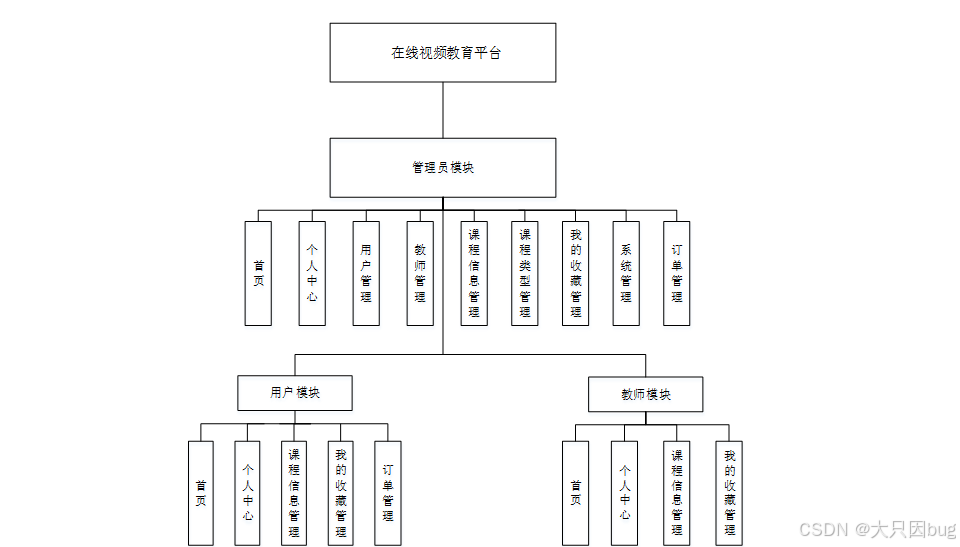 在线视频教育平台
管理员模块
首页
个人中心
用户管理
教师管理
课程信息管理
课程类型管理
我的收藏管理
系统管理
订单管理
用户模块
教师模块
首页
个人中心
课程信息管理
我的收藏管理
订单管理
首页
个人中心
课程信息管理
我的收藏管理
CSDN @大只因bug